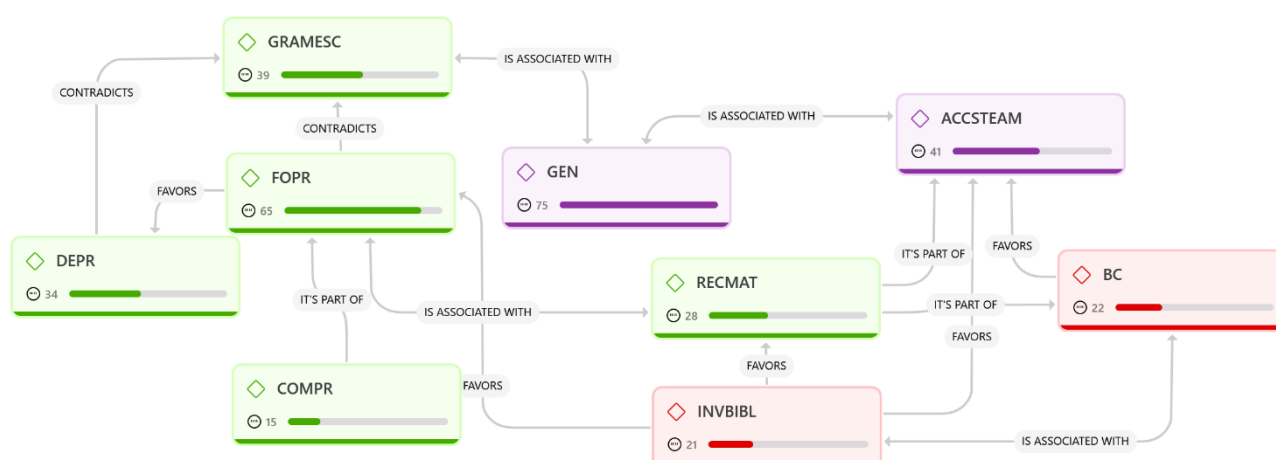 GRAMESC
39
IS ASSOCIATED WITH
CONTRADICTS
CONTRADICTS
IS ASSOCIATED WITH
ACCSTEAM
41
GEN
75
FOPR
65
FAVORS
DEPR
34
IT'S PART OF
FAVORS
RECMAT
28
BC
22
IT'S PART OF
IT'S PART OF
IS ASSOCIATED WITH
FAVORS
FAVORS
COMPR
15
FAVORS
INVBIBL
21
IS ASSOCIATED WITH